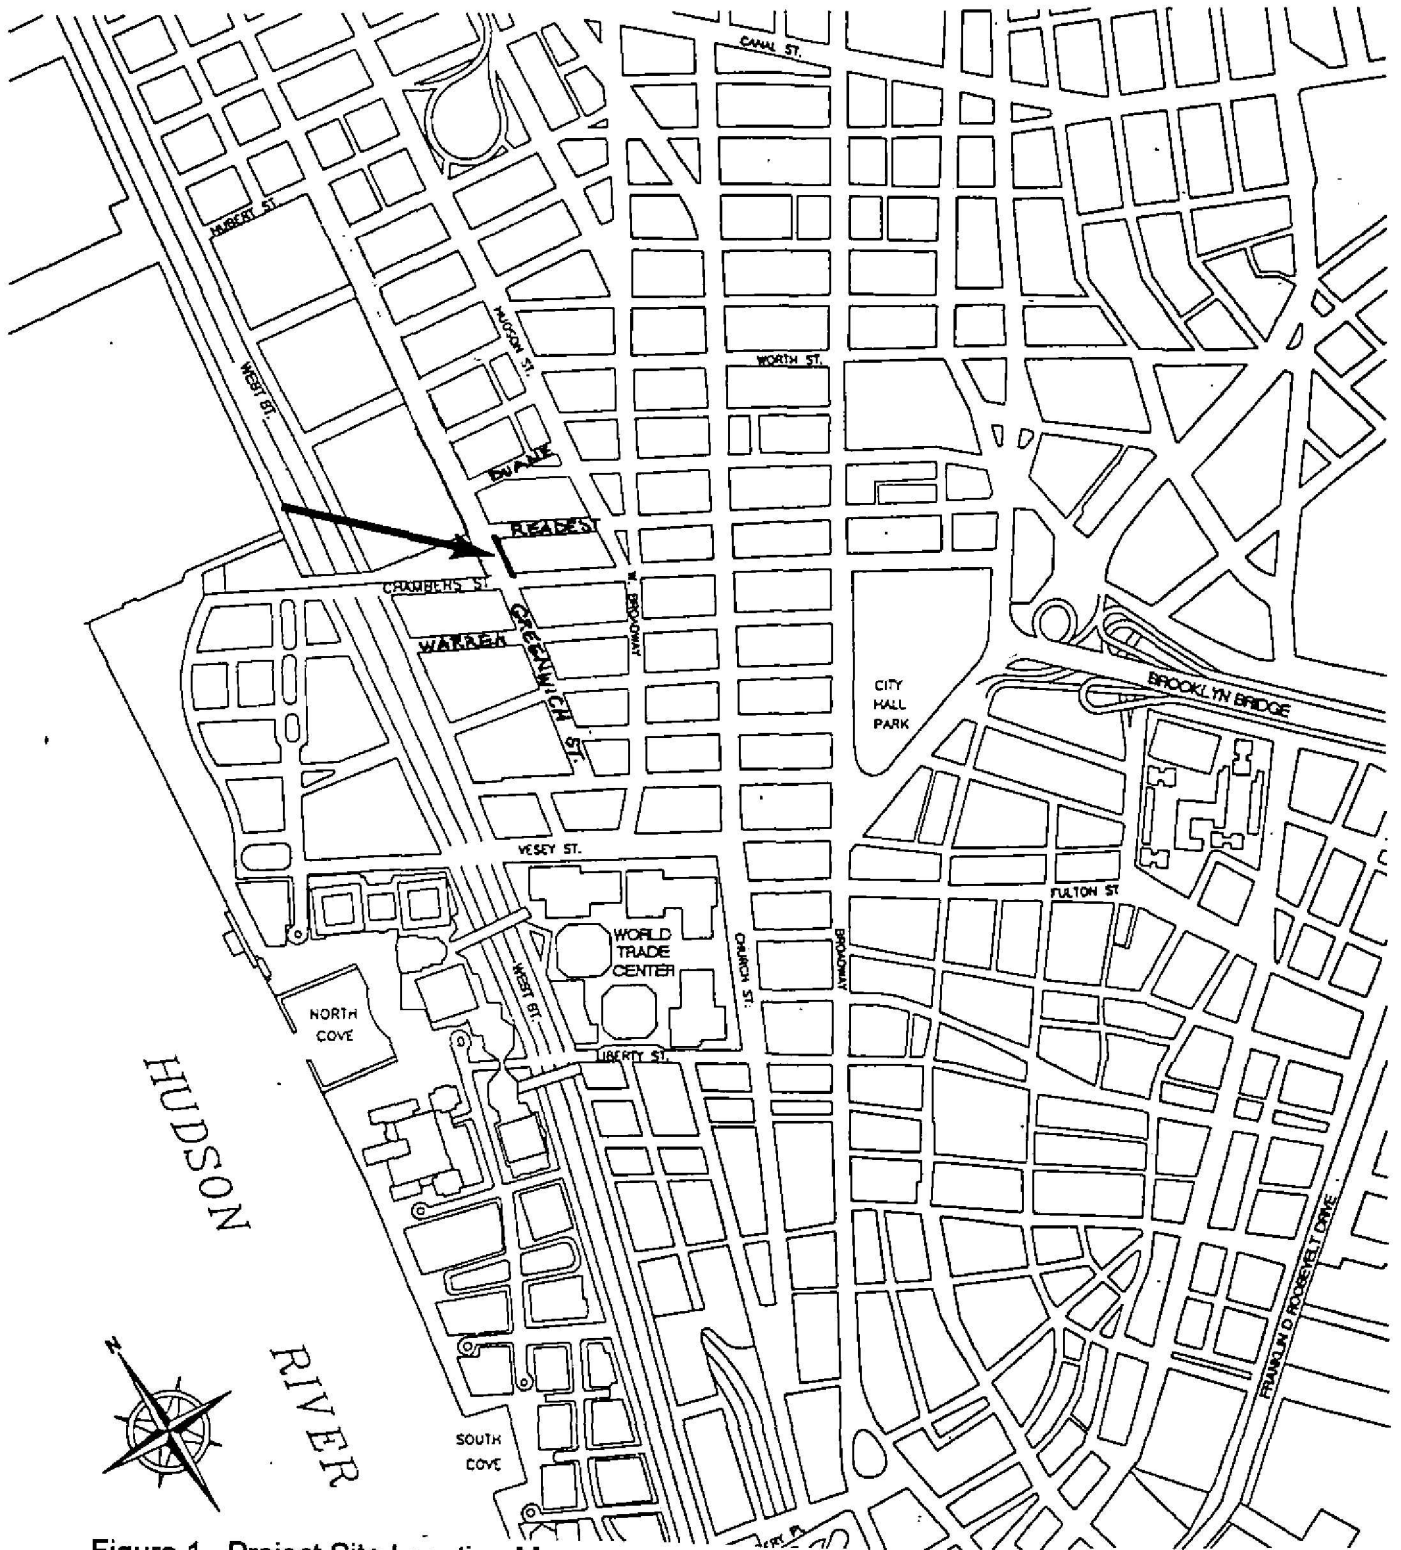 CANAL ST.
HUBERT ST.
HUDSON ST.
WORTH ST.
WEST ST.
DUANE
READE ST
CHAMBERS ST.
W. BROADWAY
GREENWICH ST.
WARREN
CITY
HALL
PARK
BROOKLYN BRIDGE
VESEY ST.
FULTON ST
WORLD
TRADE
CENTER
CHURCH ST.
BROADWAY
WEST ST.
NORTH
COVE
LIBERTY ST.
HUDSON
RIVER
FRANKLIN D ROOSEVELT DRIVE
N
SOUTH
COVE
PL
Figure 1 Project Site